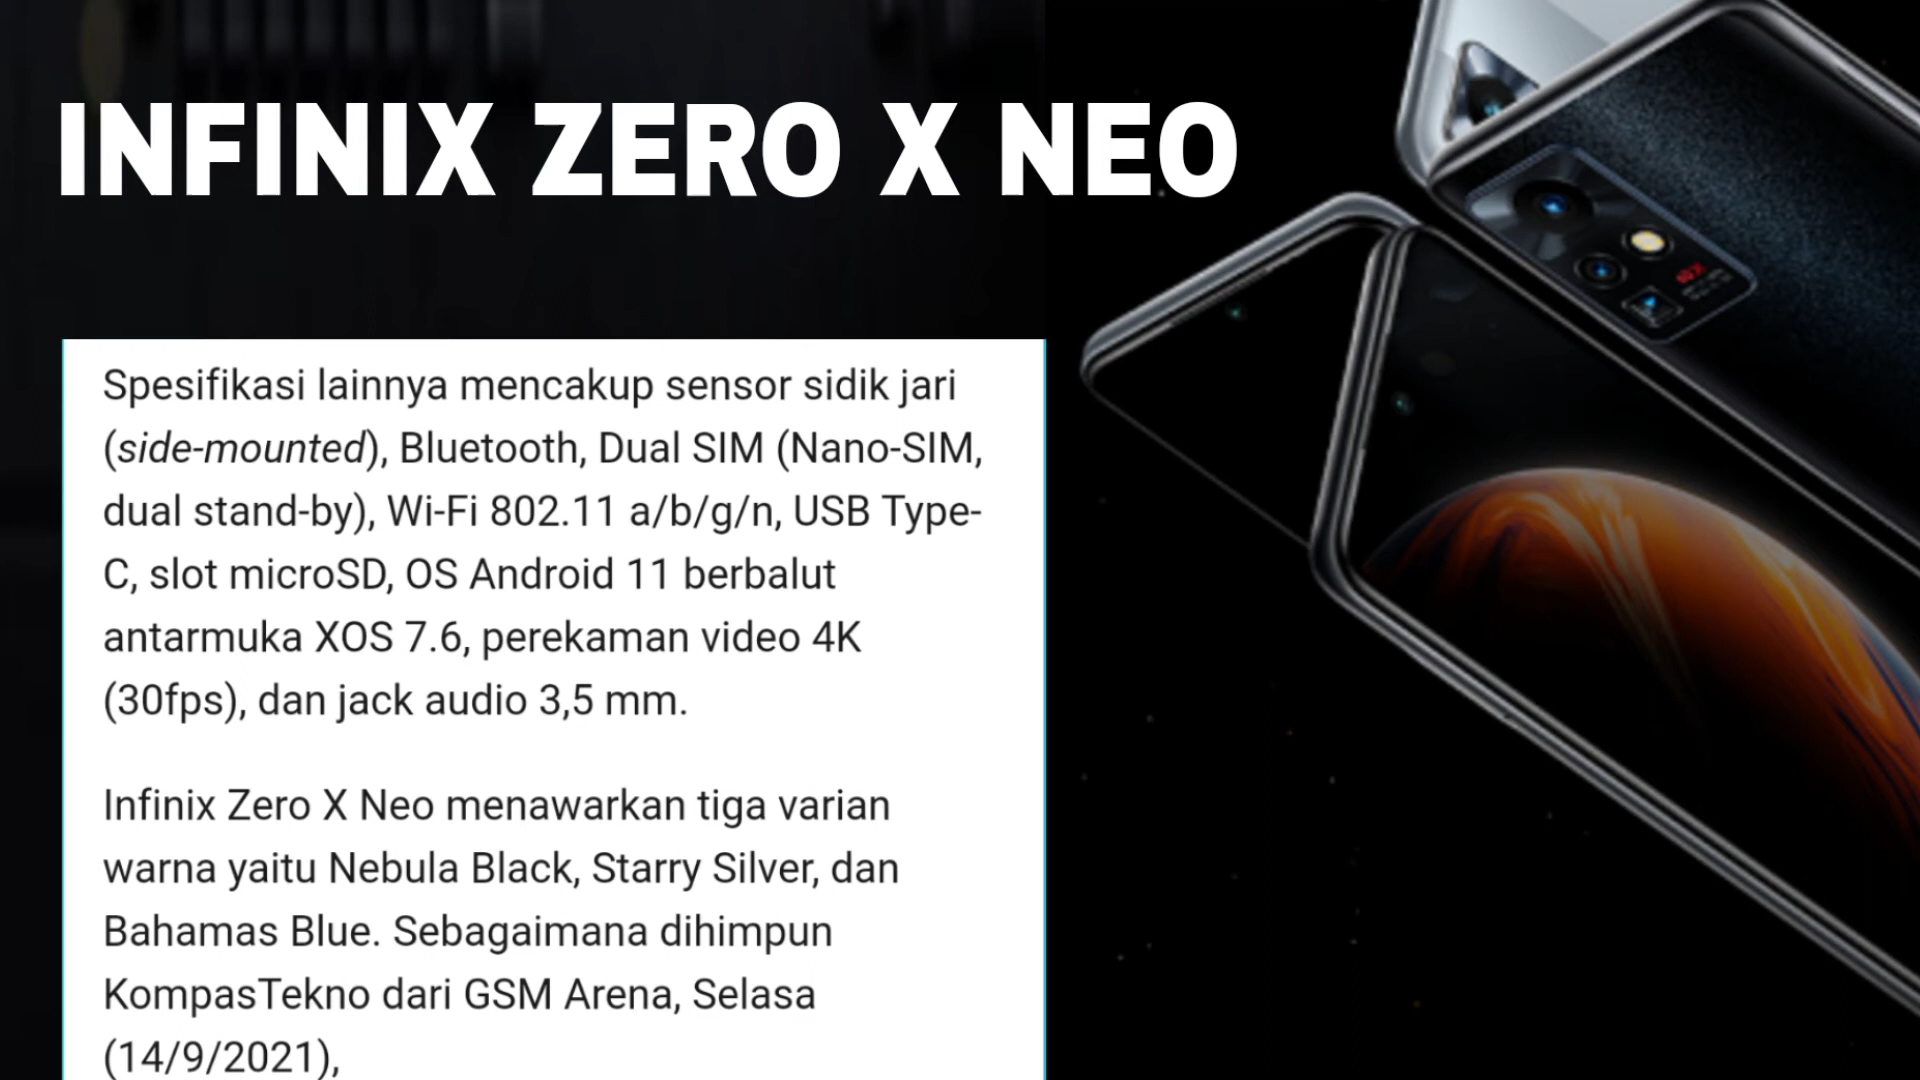 INFINIX ZERO X NEO
Spesifikasi lainnya mencakup sensor sidik jari
(side-mounted), Bluetooth, Dual SIM (Nano-SIM,
dual stand-by), Wi-Fi 802.11 a/b/g/n, USB Type-
C, slot microSD, OS Android 11 berbalut
antarmuka XOS 7.6, perekaman video 4K
(30fps), dan jack audio 3,5 mm.
Infinix Zero X Neo menawarkan tiga varian
warna yaitu Nebula Black, Starry Silver, dan
Bahamas Blue. Sebagaimana dihimpun
KompasTekno dari GSM Arena, Selasa
(14/9/2021),